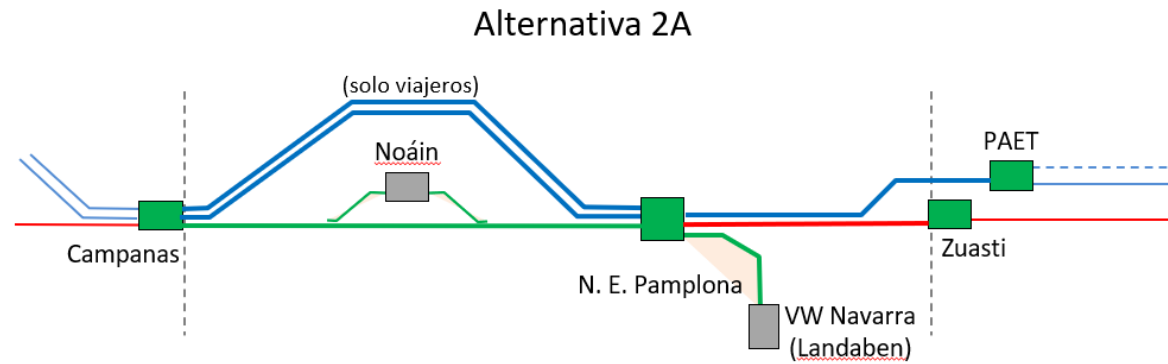 Alternativa 2A
(solo viajeros)
Noáin
PAET
Campanas
Zuasti
N. E. Pamplona
VW Navarra
(Landaben)